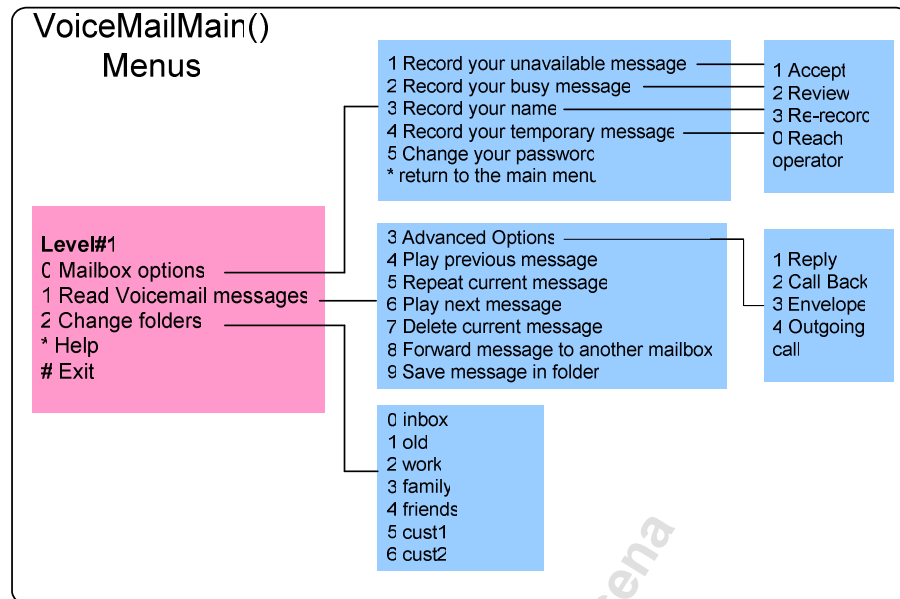 VoiceMailMain()
Menus
Level#1
0 Mailbox options
1 Read Voicemail messages
2 Change folders
* Help
# Exit
1 Record your unavailable message
2 Record your busy message
3 Record your name
4 Record your temporary message
5 Change your password
* return to the main menu
1 Accept
2 Review
3 Re-record
0 Reach
operator
3 Advanced Options
4 Play previous message
5 Repeat current message
6 Play next message
7 Delete current message
8 Forward message to another mailbox
9 Save message in folder
1 Reply
2 Call Back
3 Envelope
4 Outgoing
call
0 inbox
1 old
2 work
3 family
4 friends
5 cust1
6 cust2